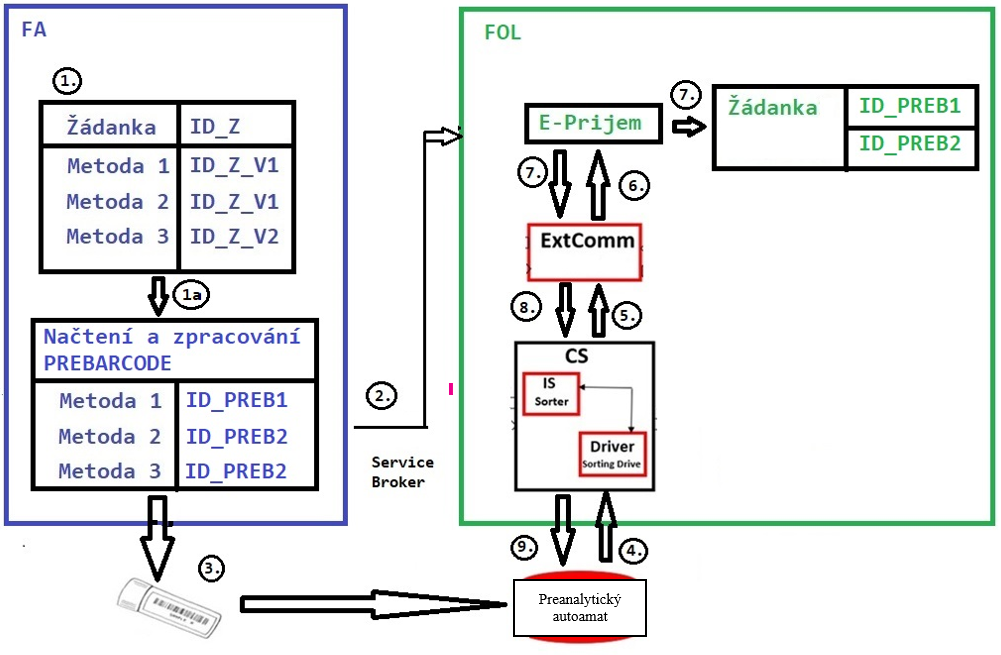 FA
1.
Žádanka ID_Z
Metoda 1 ID_Z_V1
Metoda 2 ID_Z_V1
Metoda 3 ID_Z_V2
1a
Načtení a zpracování
PREBARCODE
Metoda 1 ID_PREB1
Metoda 2 ID_PREB2
Metoda 3 ID_PREB2
2.
Service
Broker
3.
FOL
E-Prijem
7.
Žádanka ID_PREB1
ID_PREB2
7.
6.
ExtComm
8.
5.
CS
IS
Sorter
Driver
Sorting Drive
9.
4.
Preanalytický
autoamat